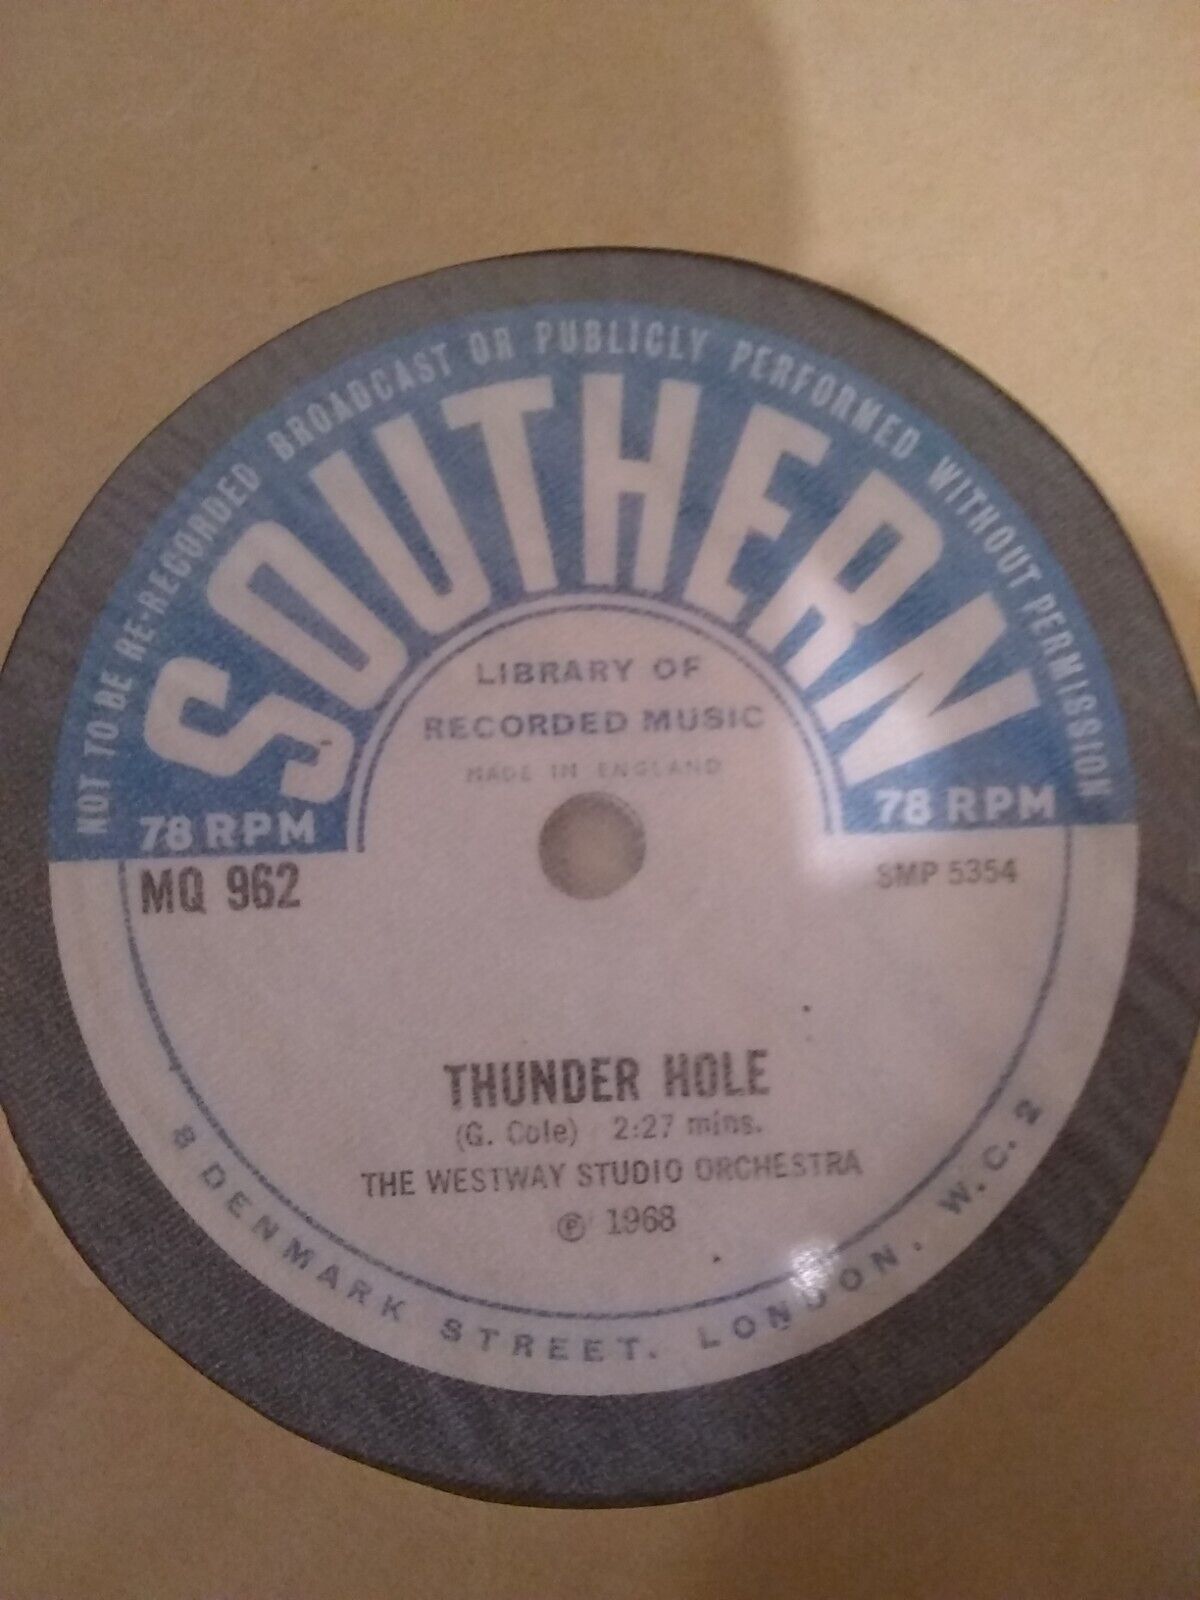 NOT TO BE RE-RECORDED BROADCAST OR PUBLICLY PERFORMED WITHOUT PERMISSION
SOUTHERN
LIBRARY OF
RECORDED MUSIC
MADE IN ENGLAND
78 RPM 78 RPM
MQ 962 SMP 5354
THUNDER HOLE
(G. Cole) 2:27 mins.
THE WESTWAY STUDIO ORCHESTRA
℗ 1968
8 DENMARK STREET. LONDON. W.C. 2